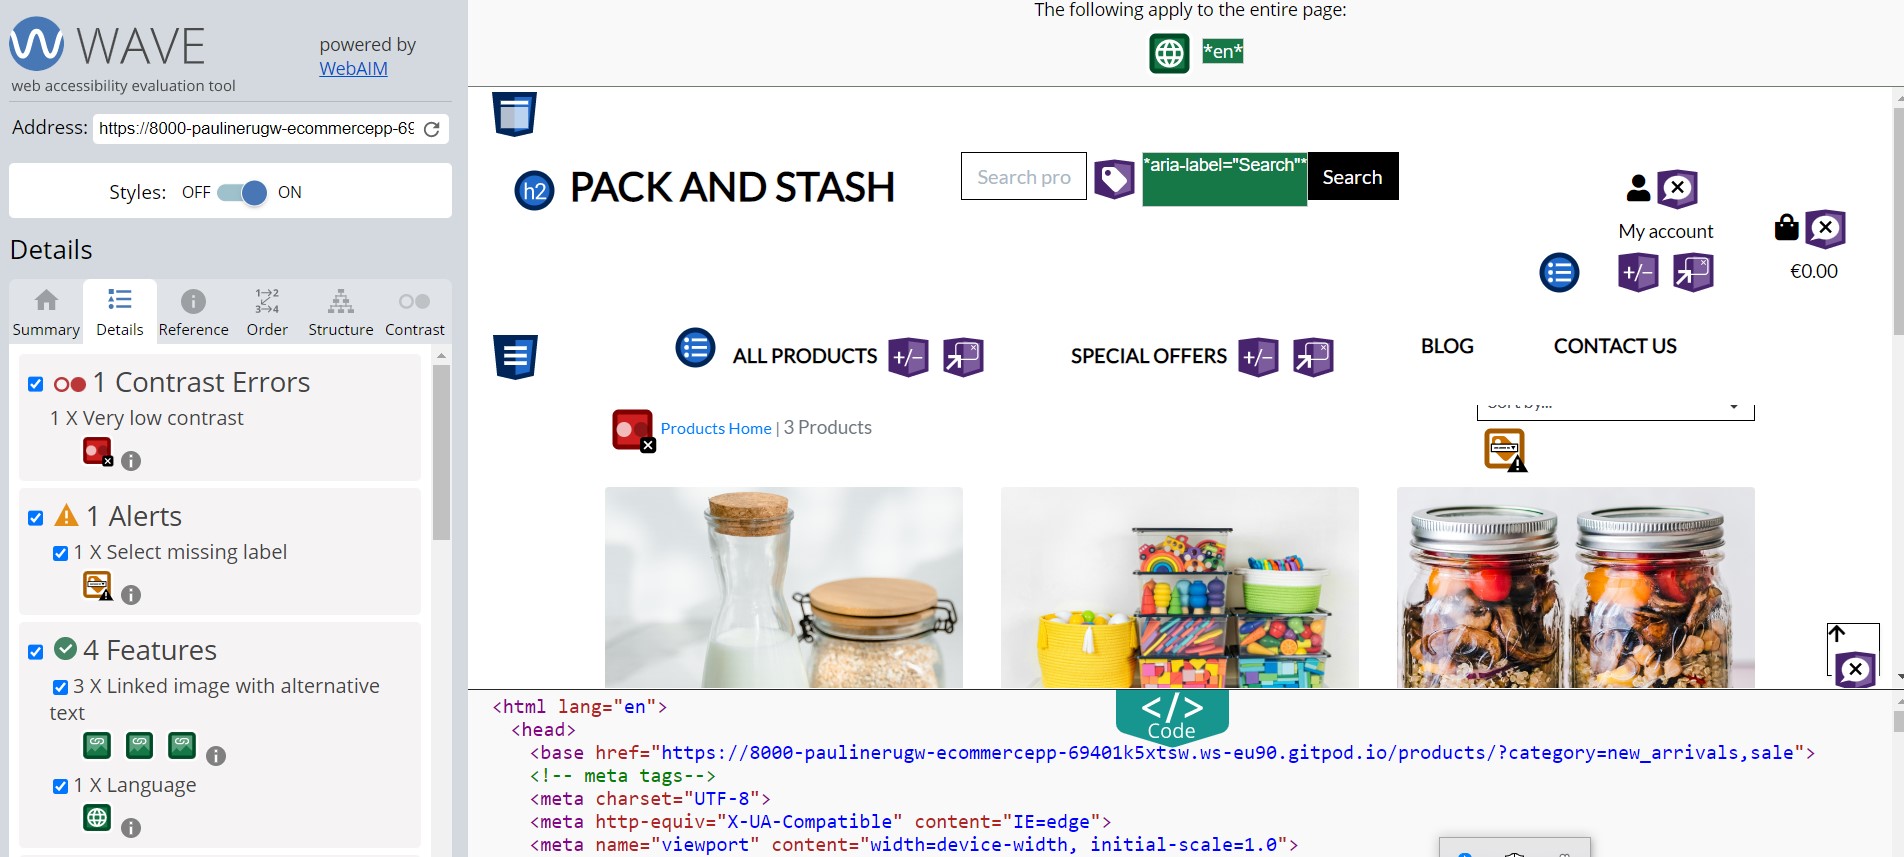 WAVE
powered by
WebAIM
web accessibility evaluation tool
Address: https://8000-paulinerugw-ecommercepp-69
Styles: OFF ON
Details
Summary Details Reference Order Structure Contrast
1 Contrast Errors
1 X Very low contrast
1 Alerts
1 X Select missing label
4 Features
3 X Linked image with alternative
text
1 X Language
The following apply to the entire page:
*en*
h2 PACK AND STASH
Search pro
*aria-label="Search"*
Search
My account
€0.00
ALL PRODUCTS
SPECIAL OFFERS
BLOG
CONTACT US
Products Home | 3 Products
Sort by...
</>
Code
<html lang="en">
<head>
<base href="https://8000-paulinerugw-ecommercepp-69401k5xtsw.ws-eu90.gitpod.io/products/?category=new_arrivals,sale">
<!-- meta tags-->
<meta charset="UTF-8">
<meta http-equiv="X-UA-Compatible" content="IE=edge">
<meta name="viewport" content="width=device-width, initial-scale=1.0">